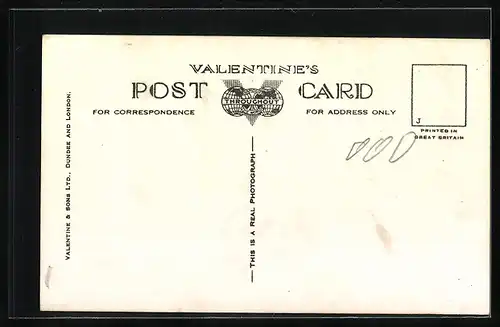 VALENTINE'S
POST CARD
THROUGHOUT
FOR CORRESPONDENCE
FOR ADDRESS ONLY
J
PRINTED IN
GREAT BRITAIN
VALENTINE & SONS LTD., DUNDEE AND LONDON.
THIS IS A REAL PHOTOGRAPH